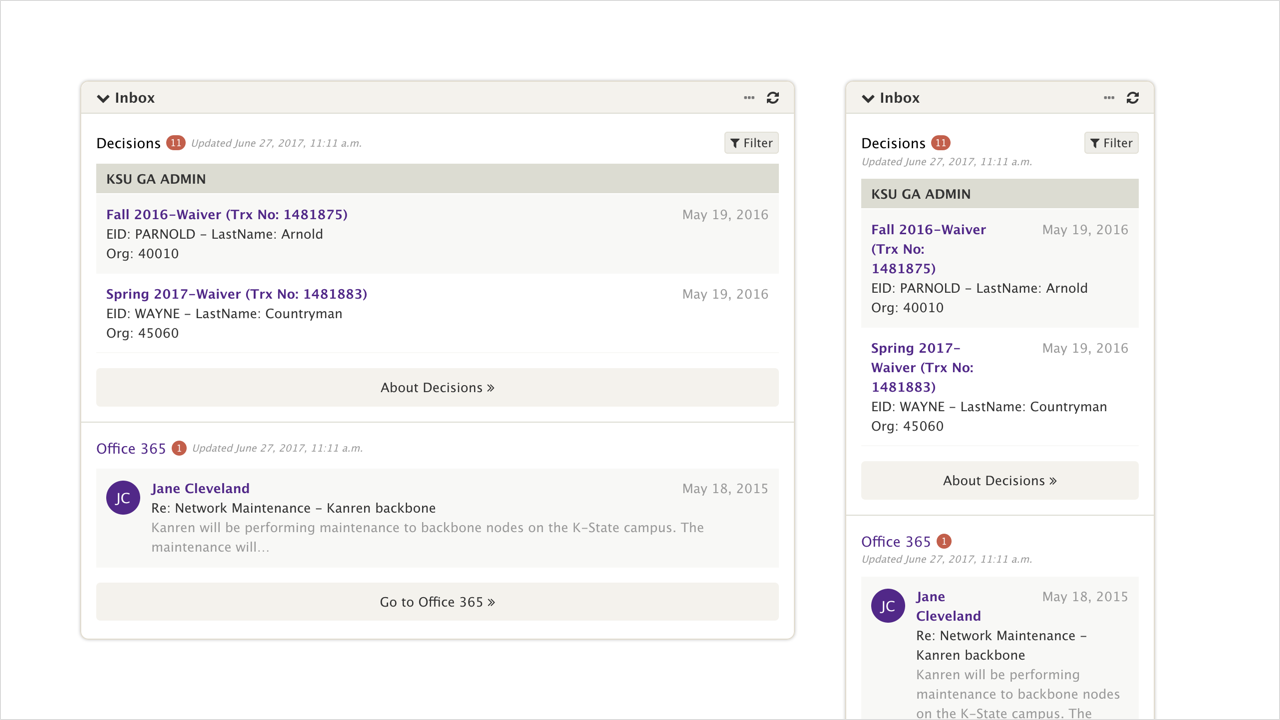 Inbox
Decisions 11 Updated June 27, 2017, 11:11 a.m. Filter
KSU GA ADMIN
Fall 2016-Waiver (Trx No: 1481875) May 19, 2016
EID: PARNOLD - LastName: Arnold
Org: 40010
Spring 2017-Waiver (Trx No: 1481883) May 19, 2016
EID: WAYNE - LastName: Countryman
Org: 45060
About Decisions »
Office 365 1 Updated June 27, 2017, 11:11 a.m.
JC Jane Cleveland May 18, 2015
Re: Network Maintenance - Kanren backbone
Kanren will be performing maintenance to backbone nodes on the K-State campus. The
maintenance will...
Go to Office 365 »
Inbox
Decisions 11 Filter
Updated June 27, 2017, 11:11 a.m.
KSU GA ADMIN
Fall 2016-Waiver May 19, 2016
(Trx No:
1481875)
EID: PARNOLD - LastName: Arnold
Org: 40010
Spring 2017- May 19, 2016
Waiver (Trx No:
1481883)
EID: WAYNE - LastName: Countryman
Org: 45060
About Decisions »
Office 365 1
Updated June 27, 2017, 11:11 a.m.
JC Jane May 18, 2015
Cleveland
Re: Network Maintenance -
Kanren backbone
Kanren will be performing
maintenance to backbone nodes
on the K-State campus. The